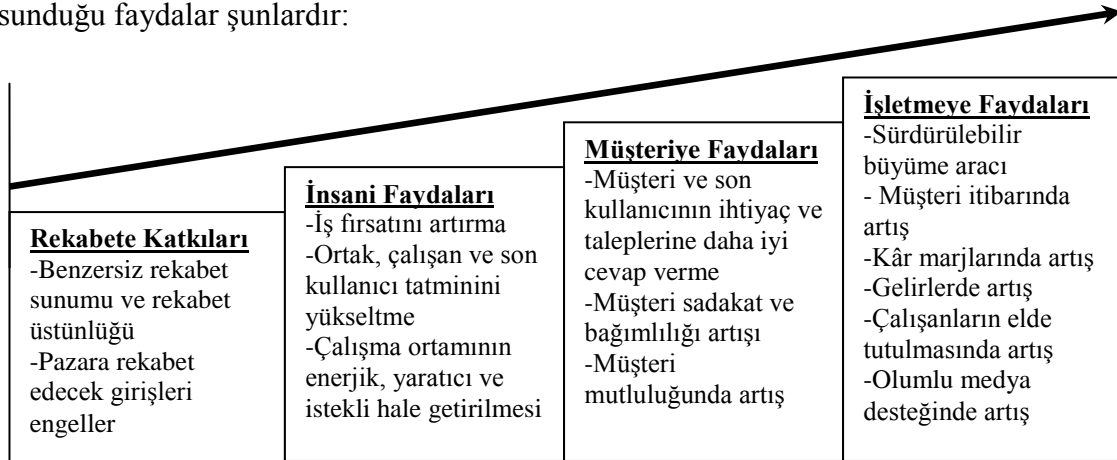 sunduğu faydalar şunlardır:
Rekabete Katkıları
-Benzersiz rekabet
sunumu ve rekabet
üstünlüğü
-Pazara rekabet
edecek girişleri
engeller
İnsani Faydaları
-İş fırsatını artırma
-Ortak, çalışan ve son
kullanıcı tatminini
yükseltme
-Çalışma ortamının
enerjik, yaratıcı ve
istekli hale getirilmesi
Müşteriye Faydaları
-Müşteri ve son
kullanıcının ihtiyaç ve
taleplerine daha iyi
cevap verme
-Müşteri sadakat ve
bağımlılığı artışı
-Müşteri
mutluluğunda artış
İşletmeye Faydaları
-Sürdürülebilir
büyüme aracı
- Müşteri itibarında
artış
-Kâr marjlarında artış
-Gelirlerde artış
-Çalışanların elde
tutulmasında artış
-Olumlu medya
desteğinde artış